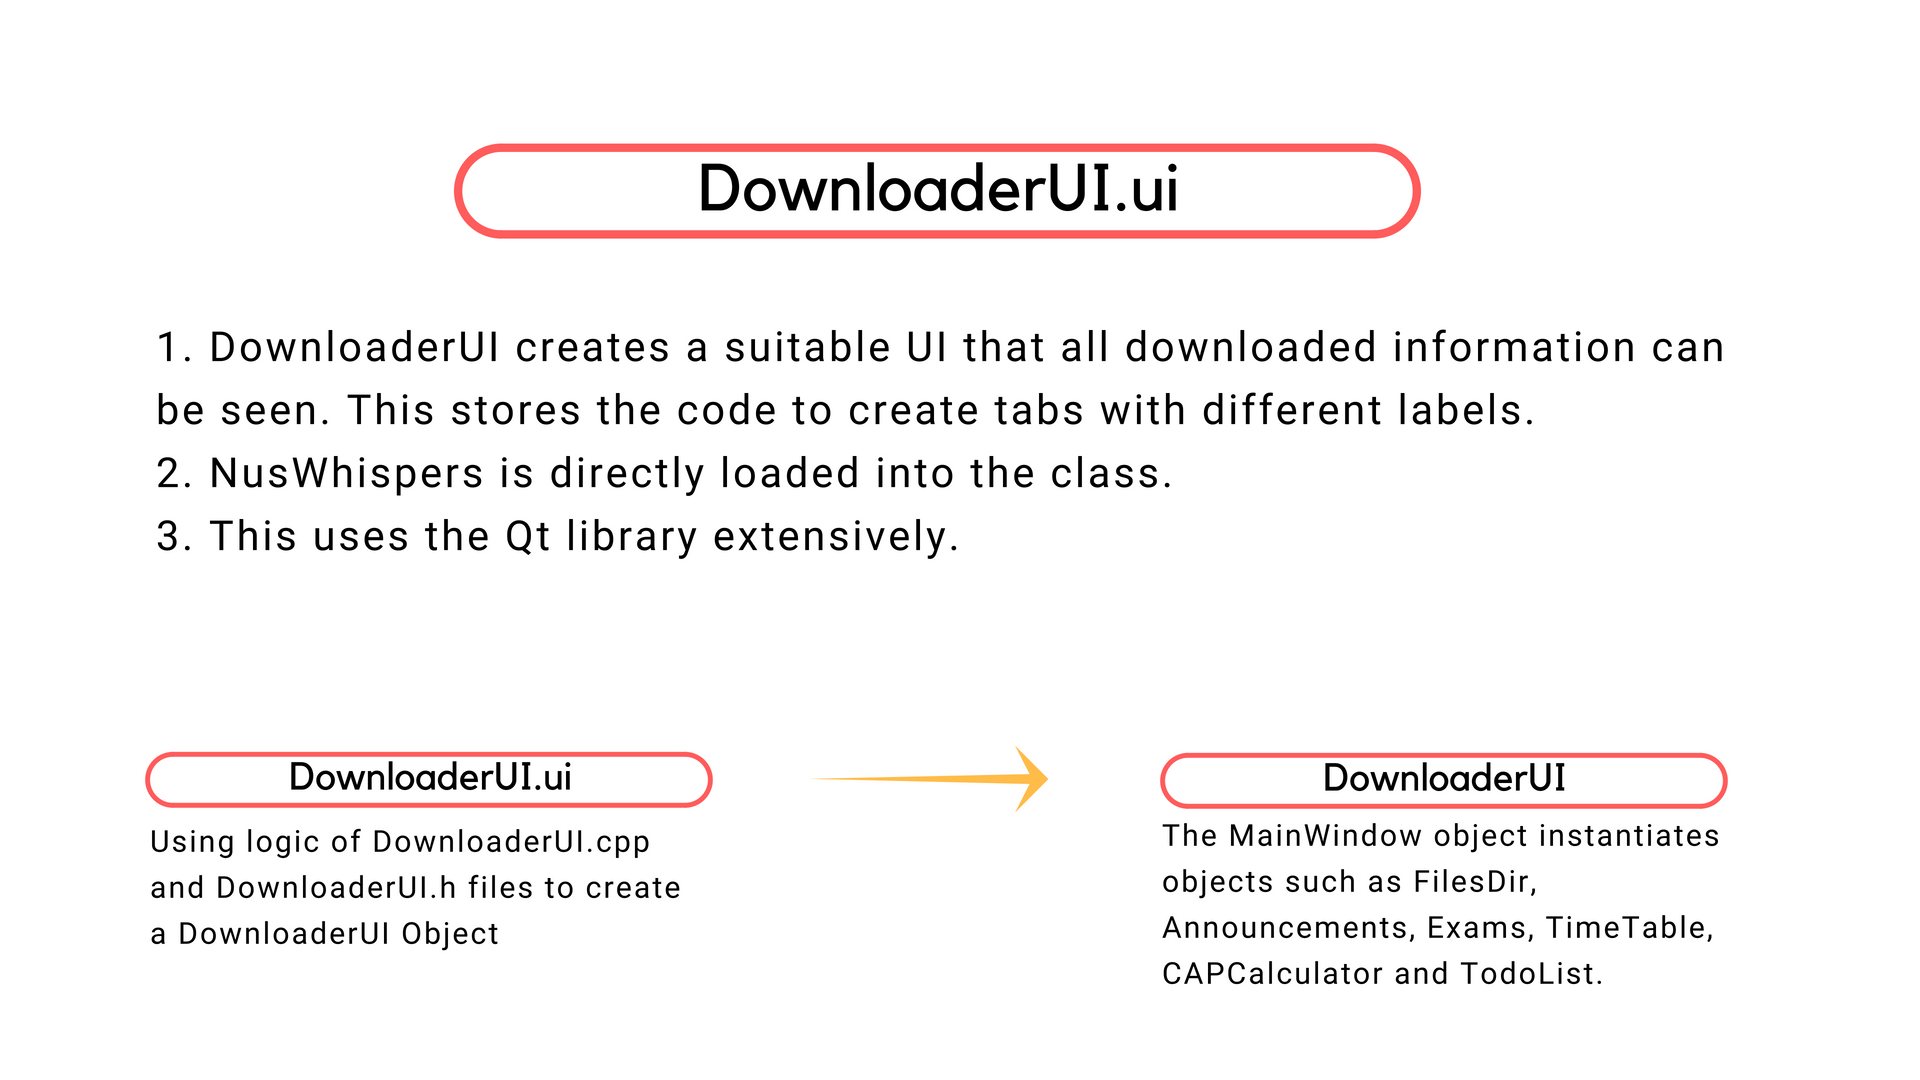 DownloaderUI.ui
1. DownloaderUI creates a suitable UI that all downloaded information can
be seen. This stores the code to create tabs with different labels.
2. NusWhispers is directly loaded into the class.
3. This uses the Qt library extensively.
DownloaderUI.ui
Using logic of DownloaderUI.cpp
and DownloaderUI.h files to create
a DownloaderUI Object
DownloaderUI
The MainWindow object instantiates
objects such as FilesDir,
Announcements, Exams, TimeTable,
CAPCalculator and TodoList.